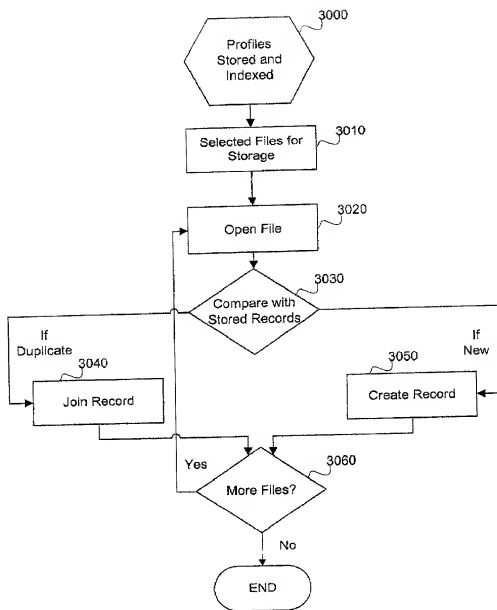 3000
Profiles
Stored and
Indexed
3010
Selected Files for
Storage
3020
Open File
3030
Compare with
Stored Records
If
Duplicate
If
New
3040
Join Record
3050
Create Record
3060
Yes
More Files?
No
END